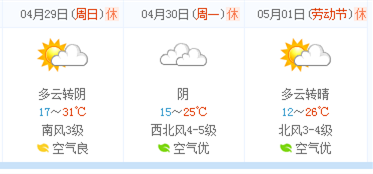 04月29日(周日)休 04月30日(周一)休 05月01日(劳动节)休
多云转阴 阴 多云转晴
17～31℃ 15～25℃ 12～26℃
南风3级 西北风4-5级 北风3-4级
空气良 空气优 空气优